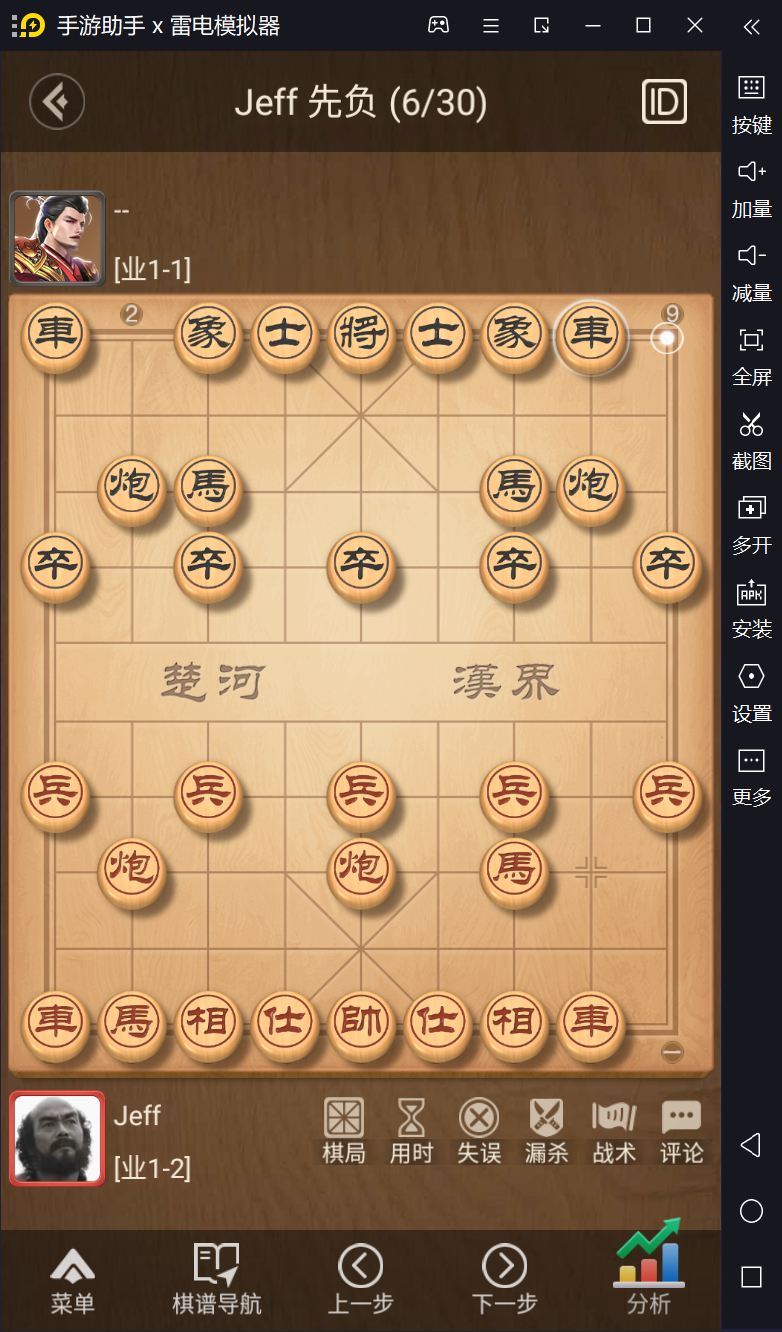 手游助手 x 雷电模拟器
Jeff 先负 (6/30)
ID
按键
加量
减量
全屏
截图
多开
APK
安装
设置
更多
--
[业1-1]
2
9
車 象 士 將 士 象 車
炮 馬 馬 炮
卒 卒 卒 卒 卒
楚河 漢界
兵 兵 兵 兵 兵
炮 炮 馬
車 馬 相 仕 帥 仕 相 車
一
Jeff
[业1-2]
棋局 用时 失误 漏杀 战术 评论
菜单 棋谱导航 上一步 下一步 分析